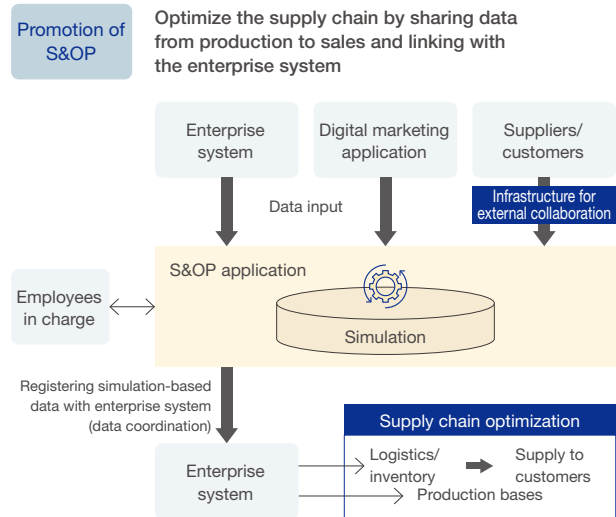 Promotion of
S&OP
Optimize the supply chain by sharing data
from production to sales and linking with
the enterprise system
Enterprise
system
Digital marketing
application
Suppliers/
customers
Data input
Infrastructure for
external collaboration
S&OP application
Employees
in charge
Simulation
Registering simulation-based
data with enterprise system
(data coordination)
Enterprise
system
Supply chain optimization
Logistics/
inventory
Supply to
customers
Production bases